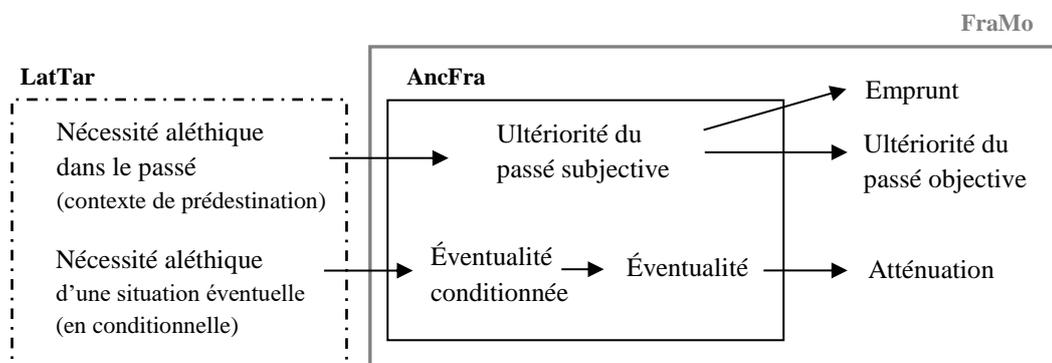 FraMo
LatTar
AncFra
Nécessité aléthique
dans le passé
(contexte de prédestination)
Ultériorité du
passé subjective
Emprunt
Ultériorité du
passé objective
Nécessité aléthique
d'une situation éventuelle
(en conditionnelle)
Éventualité
conditionnée
Éventualité
Atténuation